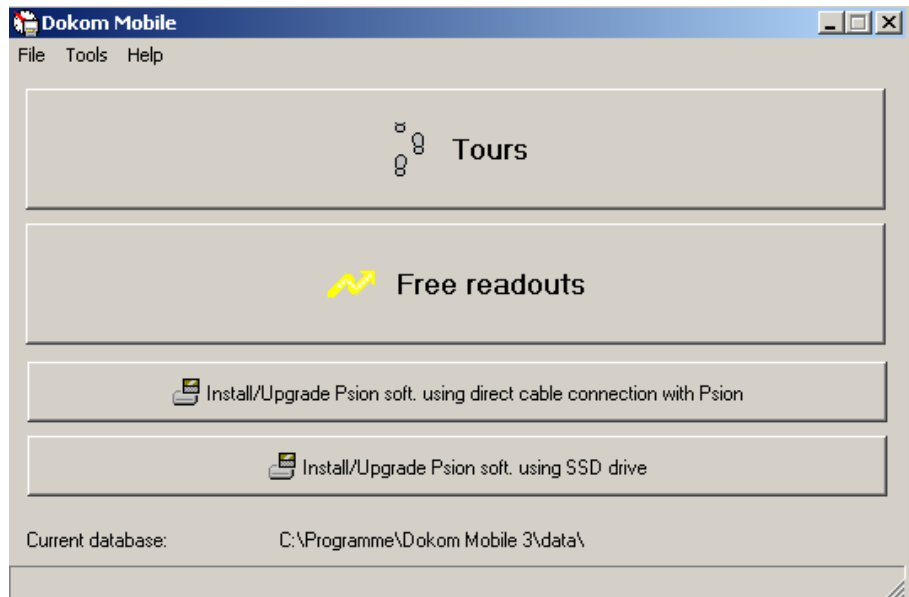 Dokom Mobile
File Tools Help
Tours
Free readouts
Install/Upgrade Psion soft. using direct cable connection with Psion
Install/Upgrade Psion soft. using SSD drive
Current database: C:\Programme\Dokom Mobile 3\data\